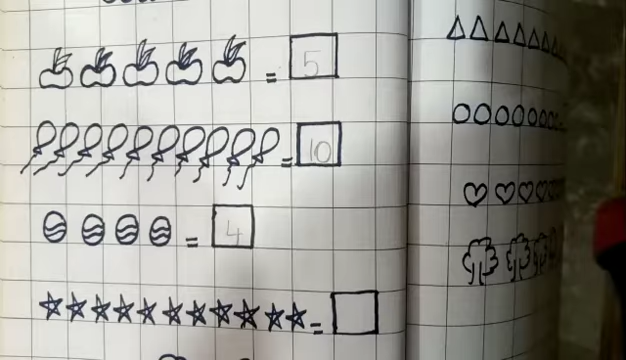 = 5
= 10
= 4
=